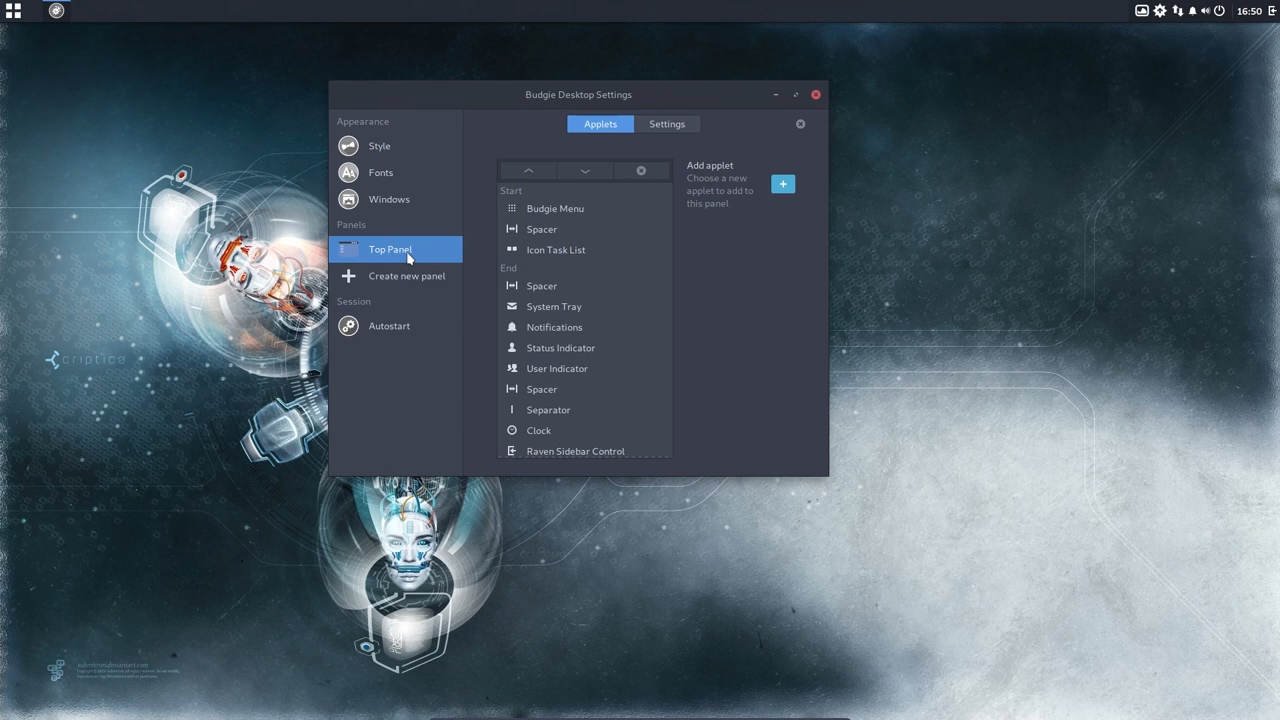 16:50
Budgie Desktop Settings
Appearance
Style
Fonts
Windows
Panels
Top Panel
Create new panel
Session
Autostart
Applets
Settings
Start
Budgie Menu
Spacer
Icon Task List
End
Spacer
System Tray
Notifications
Status Indicator
User Indicator
Spacer
Separator
Clock
Raven Sidebar Control
Add applet
Choose a new
applet to add to
this panel
criptica